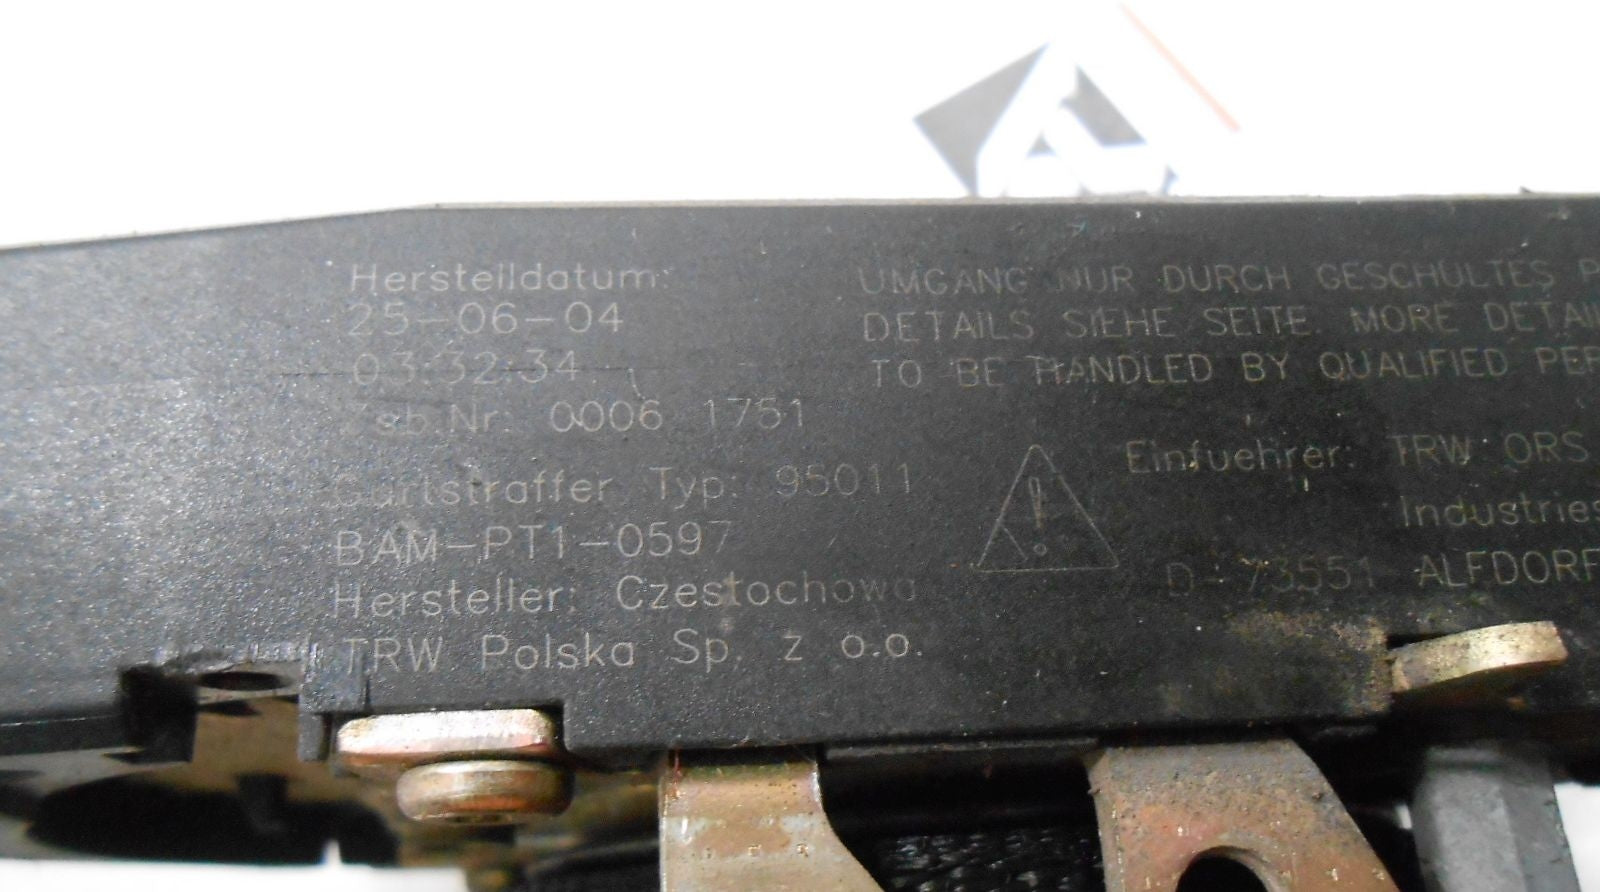 Herstelldatum:
25-06-04
03:32:34
Zsb.Nr. 0006 1751
Gurtstraffer Typ: 95011
BAM-PT1-0597
Hersteller: Czestochowa
TRW Polska Sp. z o.o.
UMGANG NUR DURCH GESCHULTES
DETAILS SIEHE SEITE. MORE
TO BE HANDLED BY QUALIFIED
Einfuehrer: TRW ORS
Industries
D- 73551 ALFDORF